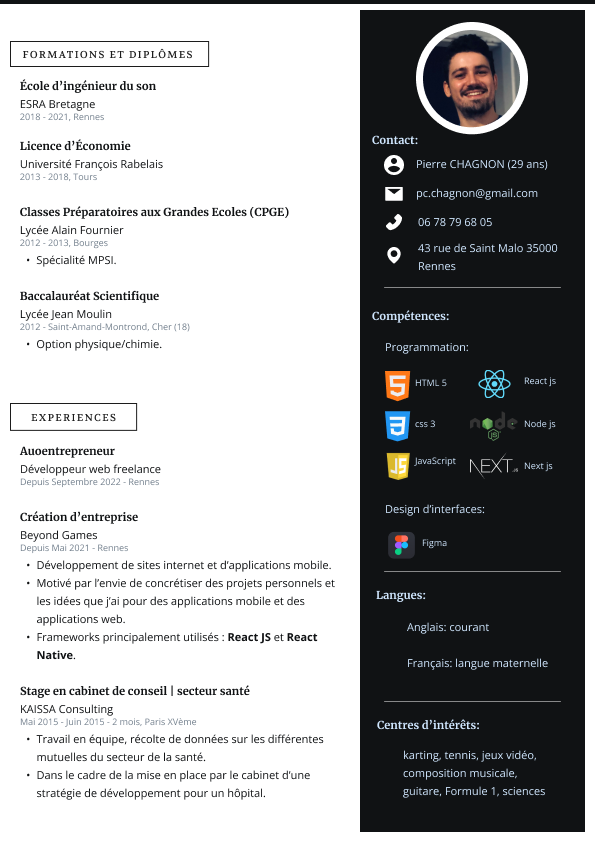 FORMATIONS ET DIPLÔMES
École d'ingénieur du son
ESRA Bretagne
2018 - 2021, Rennes
Licence d'Économie
Université François Rabelais
2013 - 2018, Tours
Classes Préparatoires aux Grandes Ecoles (CPGE)
Lycée Alain Fournier
2012 - 2013, Bourges
• Spécialité MPSI.
Baccalauréat Scientifique
Lycée Jean Moulin
2012 - Saint-Amand-Montrond, Cher (18)
• Option physique/chimie.
EXPERIENCES
Auoentrepreneur
Développeur web freelance
Depuis Septembre 2022 - Rennes
Création d'entreprise
Beyond Games
Depuis Mai 2021 - Rennes
• Développement de sites internet et d'applications mobile.
• Motivé par l'envie de concrétiser des projets personnels et
les idées que j'ai pour des applications mobile et des
applications web.
• Frameworks principalement utilisés : React JS et React
Native.
Stage en cabinet de conseil | secteur santé
KAISSA Consulting
Mai 2015 - Juin 2015 - 2 mois, Paris XVème
• Travail en équipe, récolte de données sur les différentes
mutuelles du secteur de la santé.
• Dans le cadre de la mise en place par le cabinet d'une
stratégie de développement pour un hôpital.
Contact:
Pierre CHAGNON (29 ans)
pc.chagnon@gmail.com
06 78 79 68 05
43 rue de Saint Malo 35000
Rennes
Compétences:
Programmation:
5 HTML 5
React js
3 css 3
node JS Node js
JS JavaScript
NEXT.JS Next js
Design d'interfaces:
Figma
Langues:
Anglais: courant
Français: langue maternelle
Centres d'intérêts:
karting, tennis, jeux vidéo,
composition musicale,
guitare, Formule 1, sciences